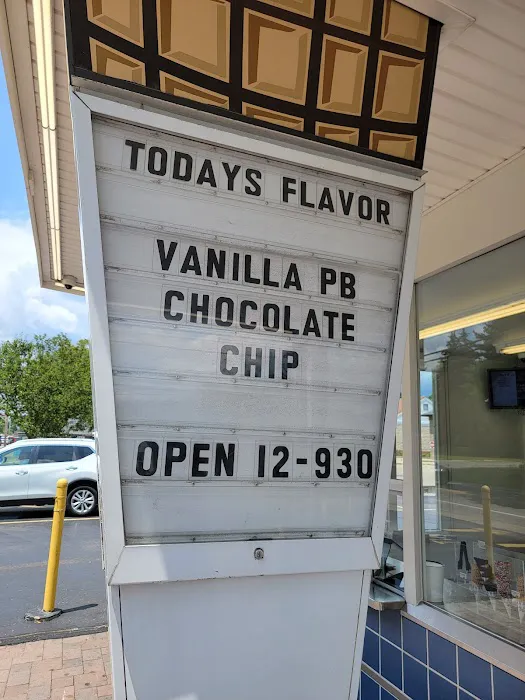 TODAYS FLAVOR
VANILLA PB
CHOCOLATE
CHIP
OPEN 12-930